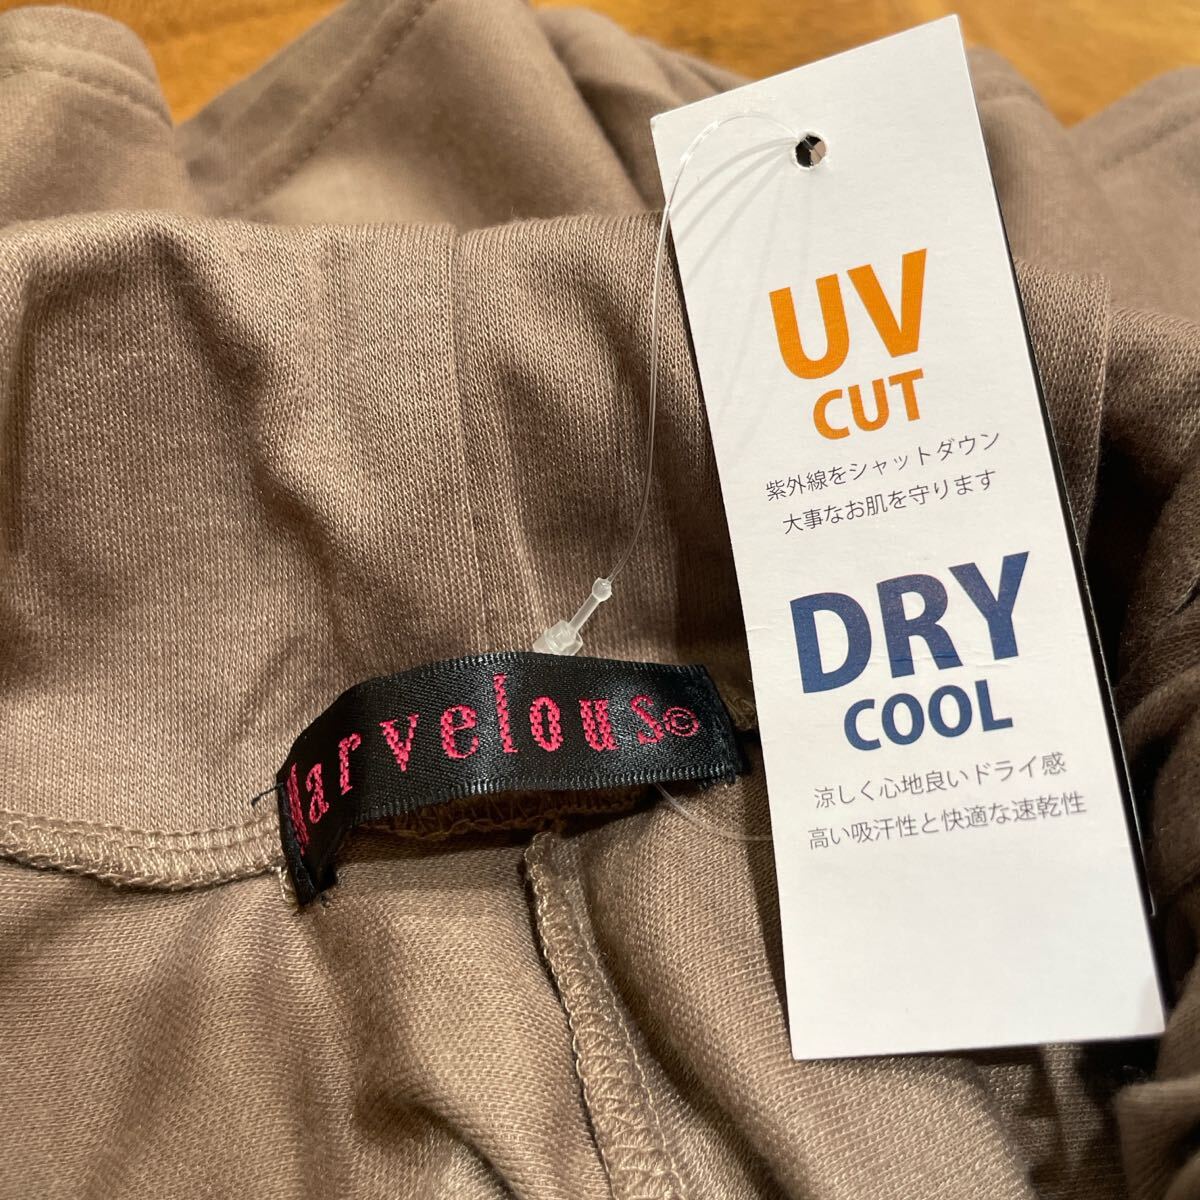 UV
CUT
紫外線をシャットダウン
大事なお肌を守ります
DRY
COOL
涼しく心地良いドライ感
高い吸汗性と快適な速乾性
Marvelous©